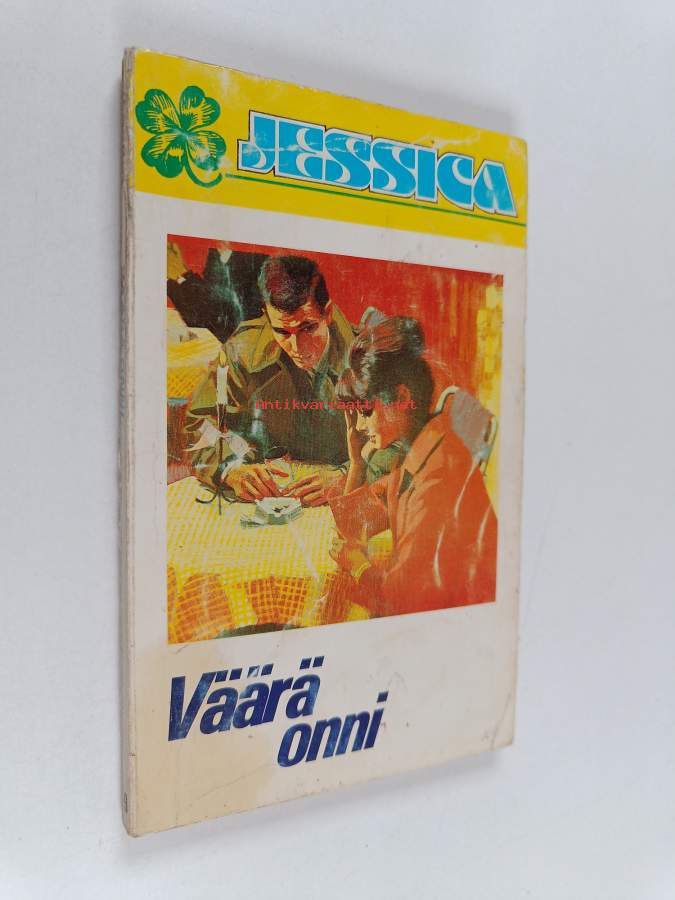 JESSICA
Antikvariaatti.net
Väärä
onni